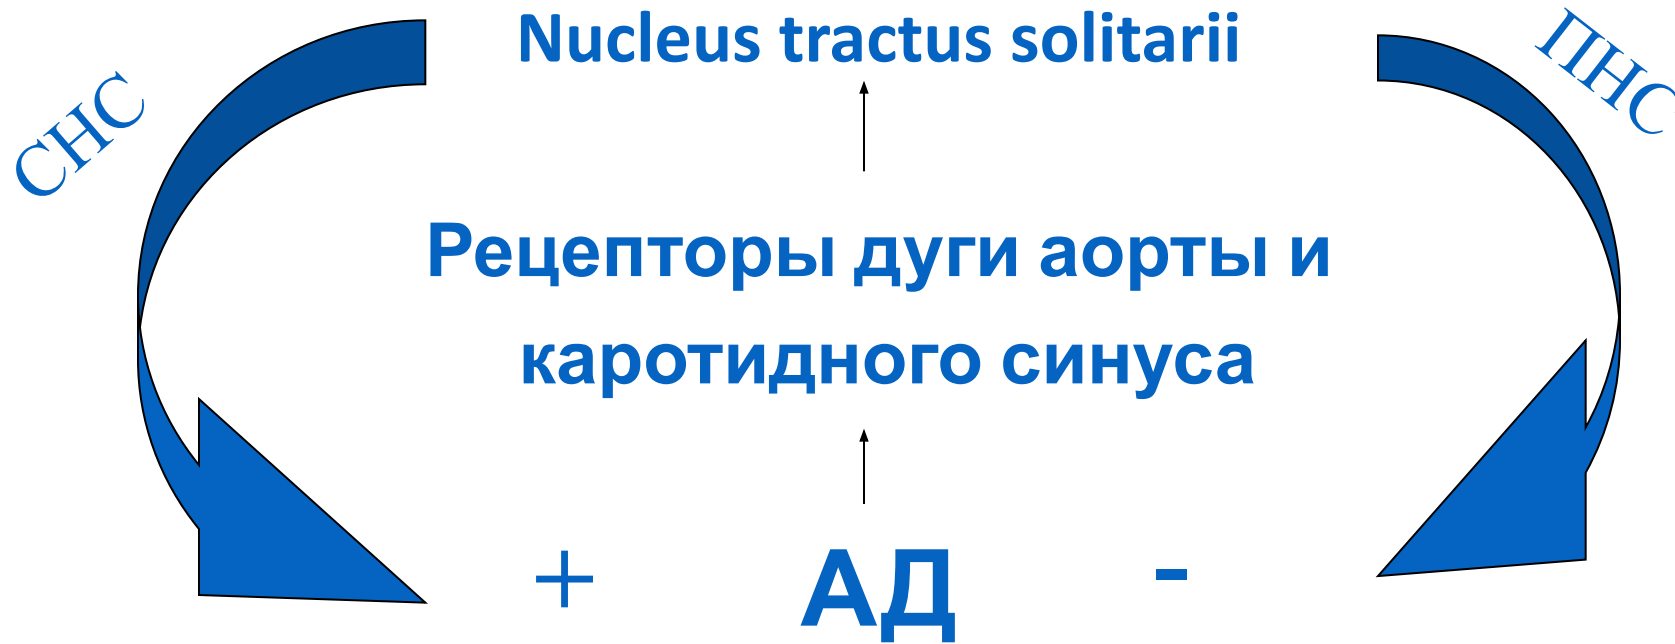 Nucleus tractus solitarii
СНС
ПНС
Рецепторы дуги аорты и
каротидного синуса
+ АД -